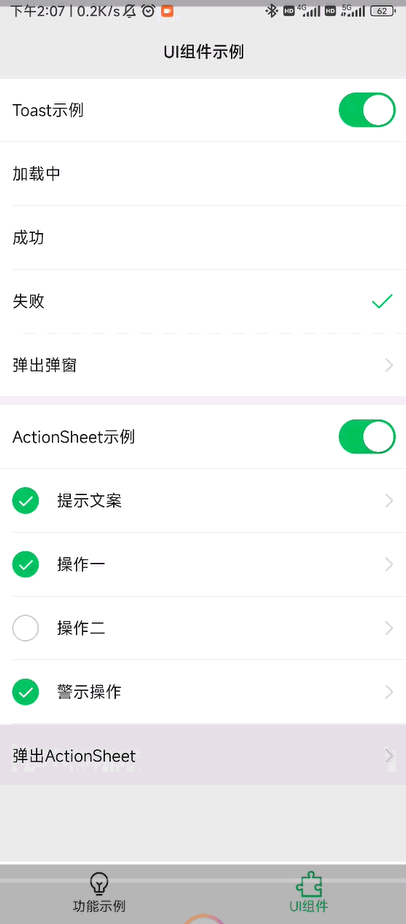 下午2:07 | 0.2K/s HD 4G HD 5G 62
UI组件示例
Toast示例
加载中
成功
失败
弹出弹窗
ActionSheet示例
提示文案
操作一
操作二
警示操作
弹出ActionSheet
功能示例 UI组件